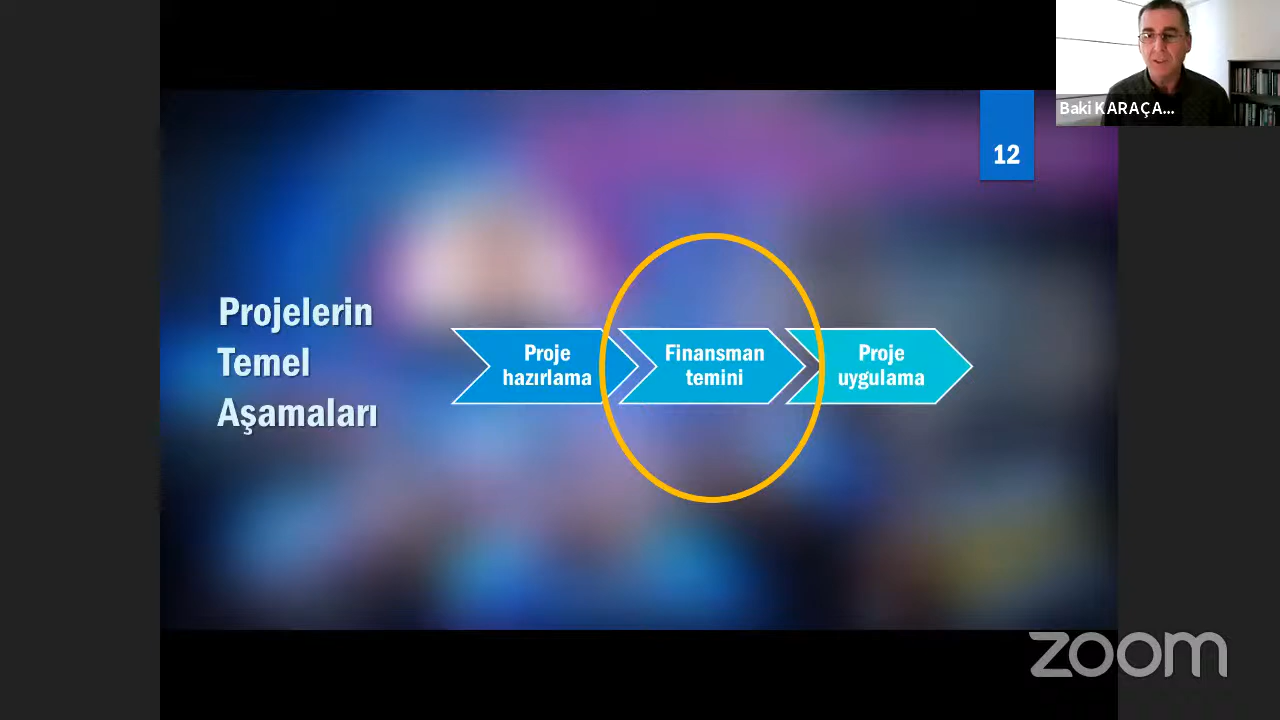 Baki KARAÇA...
12
Projelerin
Temel
Aşamaları
Proje
hazırlama
Finansman
temini
Proje
uygulama
zoom